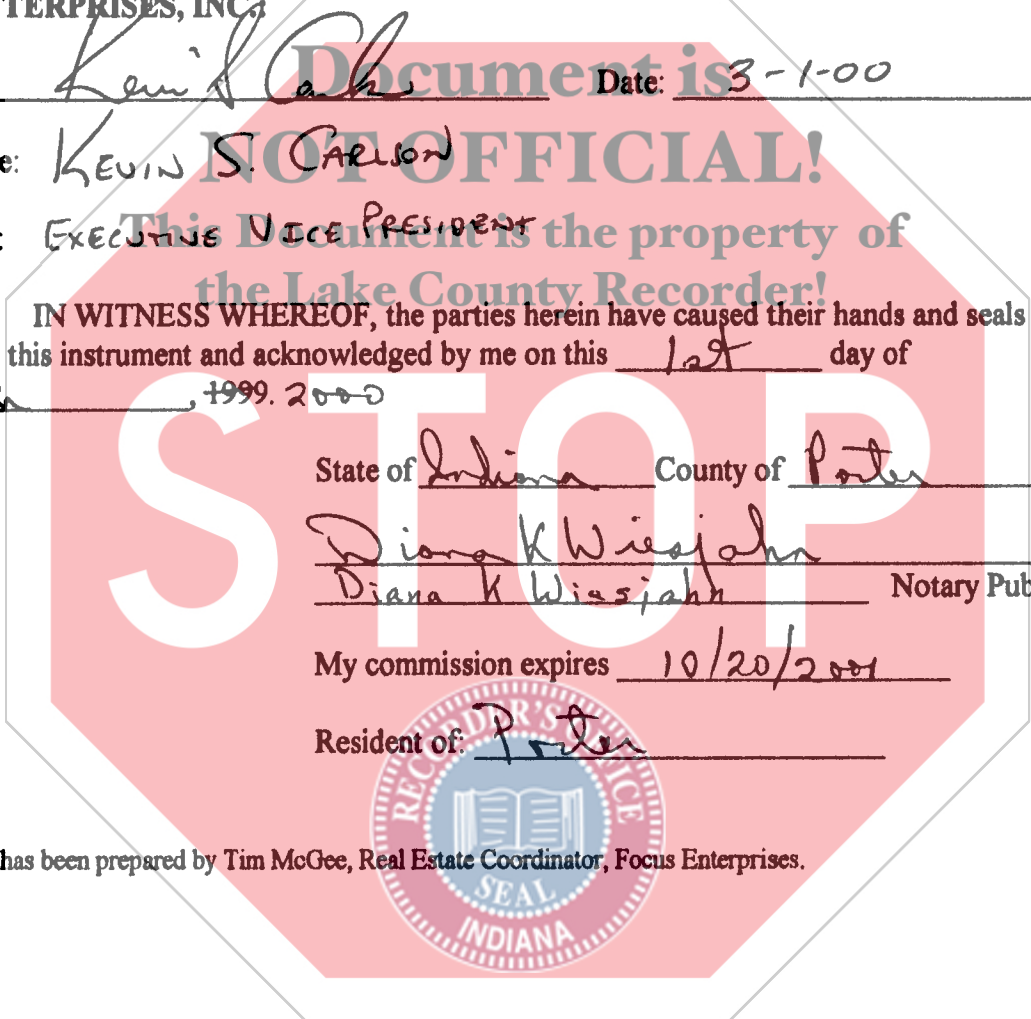 TERPRISES, INC.:
Kevin S Carlson Date: 3-1-00
e: KEVIN S. CARLSON
: EXECUTIVE VICE PRESIDENT
IN WITNESS WHEREOF, the parties herein have caused their hands and seals
this instrument and acknowledged by me on this 1st day of
, 1999. 2000
State of Indiana County of Porter
Diana K Wiesjahn
Diana K Wiesjahn Notary Pub
My commission expires 10/20/2001
Resident of: Porter
has been prepared by Tim McGee, Real Estate Coordinator, Focus Enterprises.
Document is
NOT OFFICIAL!
This Document is the property of
the Lake County Recorder!
STOP
RECORDER'S OFFICE
SEAL
INDIANA